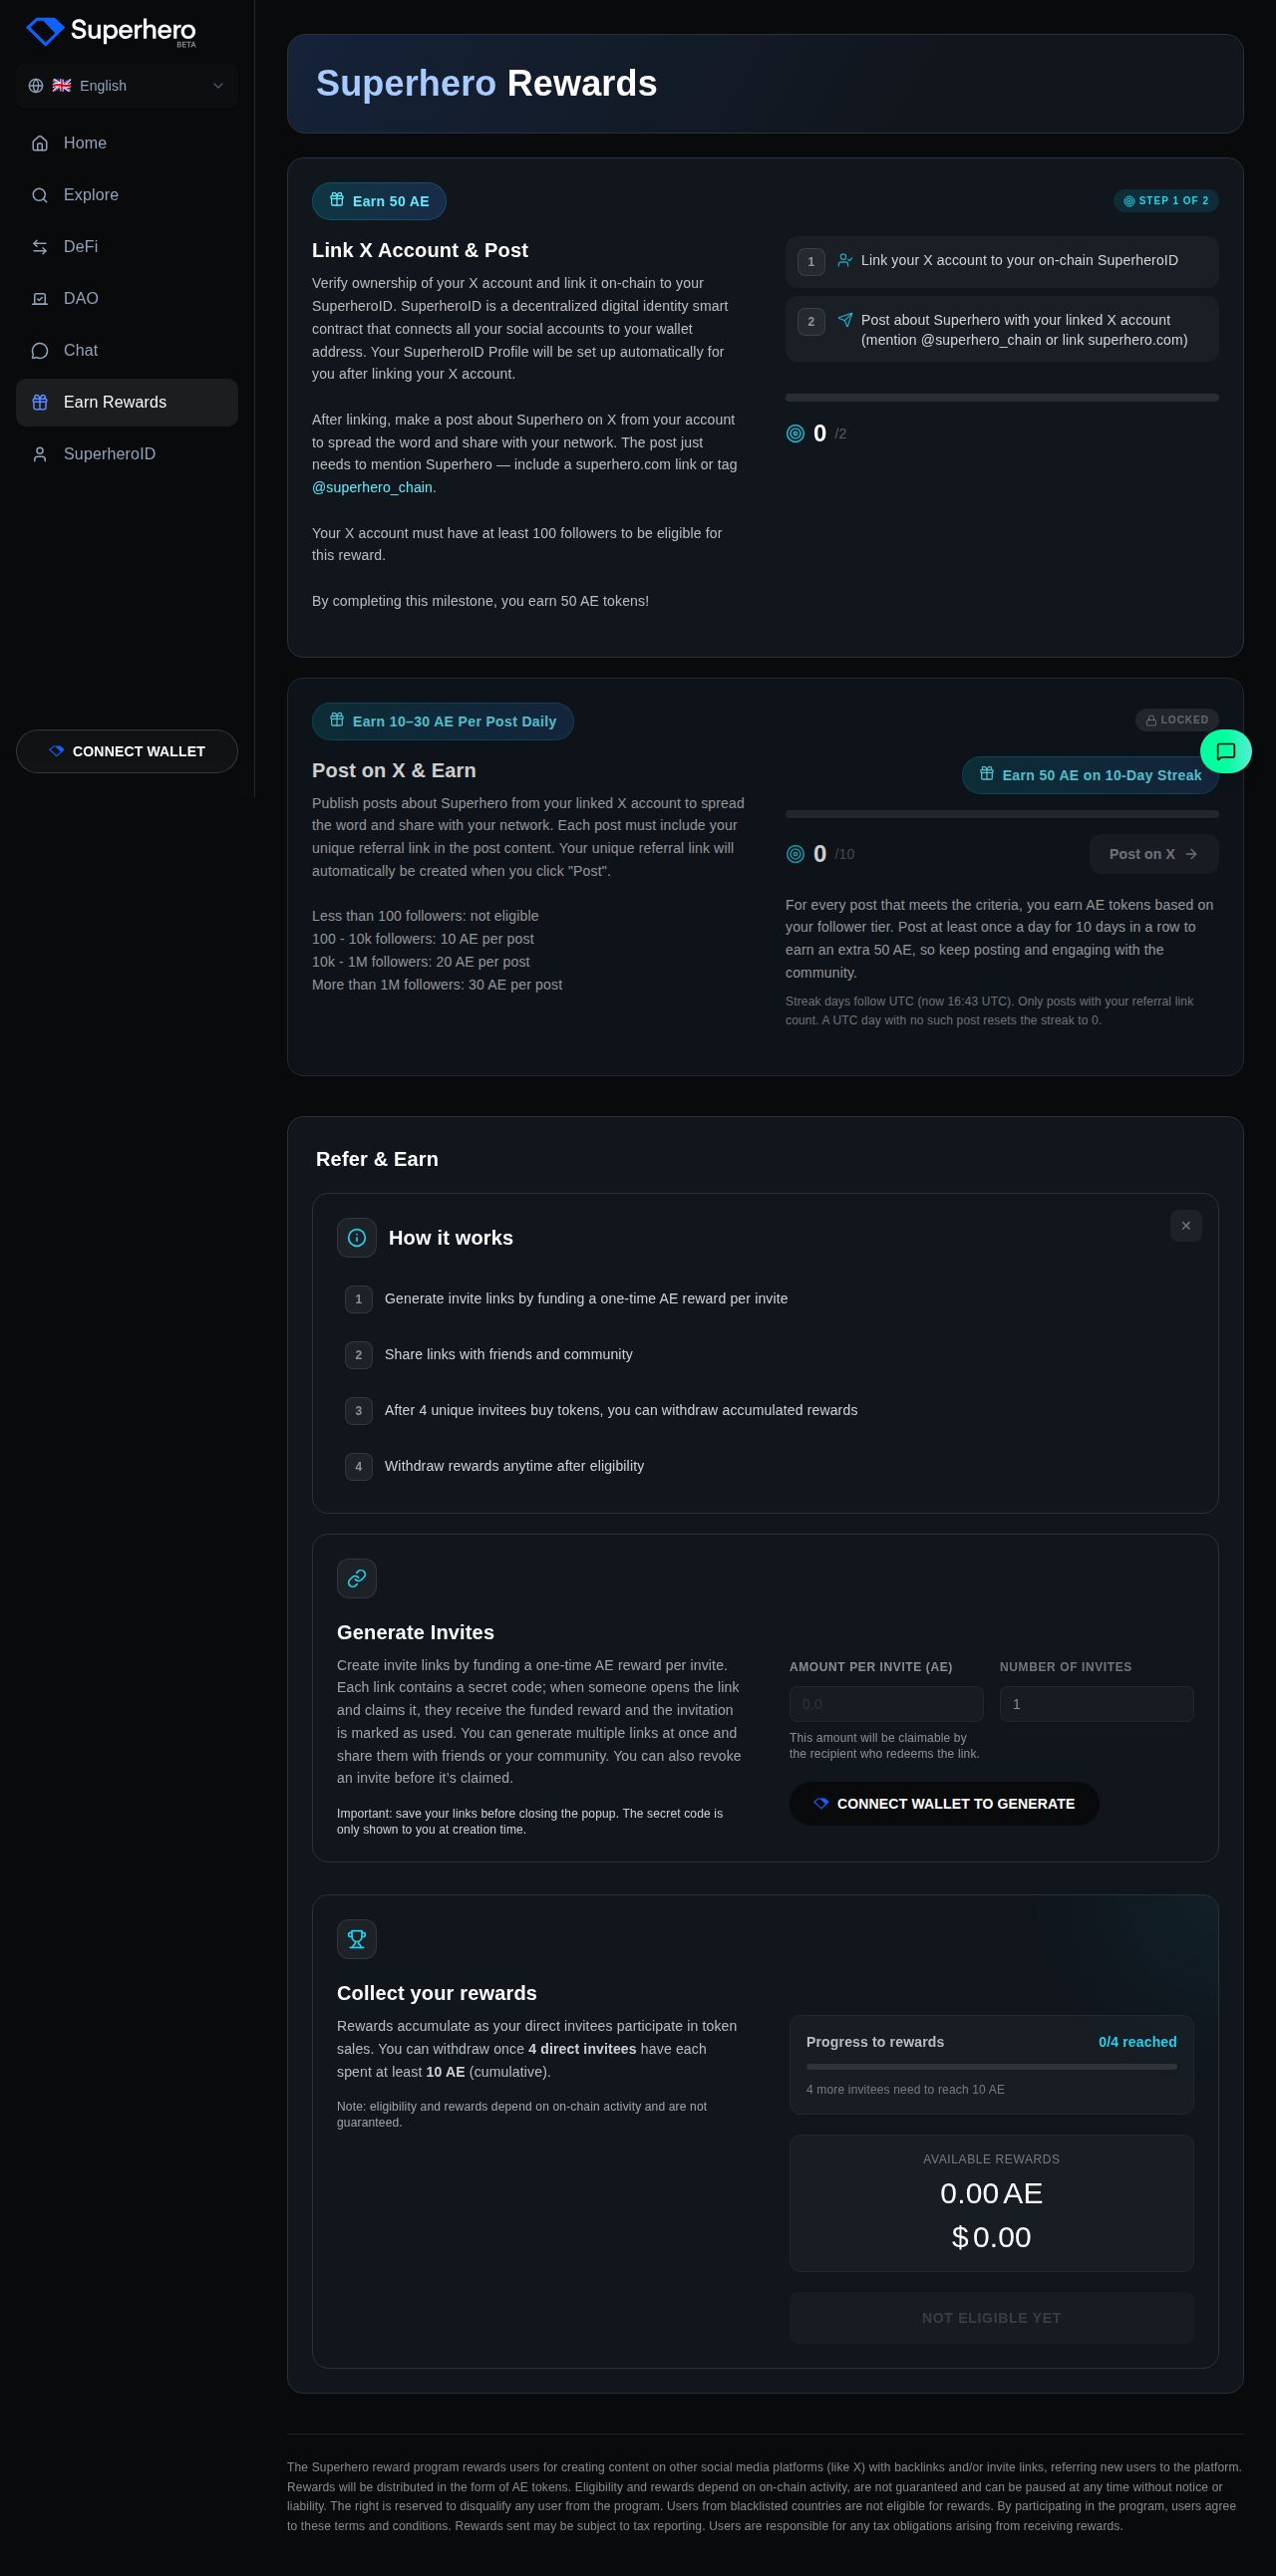 Superhero
BETA
English
Home
Explore
DeFi
DAO
Chat
Earn Rewards
SuperheroID
CONNECT WALLET
Superhero Rewards
Earn 50 AE
STEP 1 OF 2
Link X Account & Post
Verify ownership of your X account and link it on-chain to your
SuperheroID. SuperheroID is a decentralized digital identity smart
contract that connects all your social accounts to your wallet
address. Your SuperheroID Profile will be set up automatically for
you after linking your X account.
After linking, make a post about Superhero on X from your account
to spread the word and share with your network. The post just
needs to mention Superhero — include a superhero.com link or tag
@superhero_chain.
Your X account must have at least 100 followers to be eligible for
this reward.
By completing this milestone, you earn 50 AE tokens!
1
Link your X account to your on-chain SuperheroID
2
Post about Superhero with your linked X account
(mention @superhero_chain or link superhero.com)
0 /2
Earn 10–30 AE Per Post Daily
LOCKED
Post on X & Earn
Publish posts about Superhero from your linked X account to spread
the word and share with your network. Each post must include your
unique referral link in the post content. Your unique referral link will
automatically be created when you click "Post".
Less than 100 followers: not eligible
100 - 10k followers: 10 AE per post
10k - 1M followers: 20 AE per post
More than 1M followers: 30 AE per post
Earn 50 AE on 10-Day Streak
0 /10
Post on X
For every post that meets the criteria, you earn AE tokens based on
your follower tier. Post at least once a day for 10 days in a row to
earn an extra 50 AE, so keep posting and engaging with the
community.
Streak days follow UTC (now 16:43 UTC). Only posts with your referral link
count. A UTC day with no such post resets the streak to 0.
Refer & Earn
How it works
1
Generate invite links by funding a one-time AE reward per invite
2
Share links with friends and community
3
After 4 unique invitees buy tokens, you can withdraw accumulated rewards
4
Withdraw rewards anytime after eligibility
Generate Invites
Create invite links by funding a one-time AE reward per invite.
Each link contains a secret code; when someone opens the link
and claims it, they receive the funded reward and the invitation
is marked as used. You can generate multiple links at once and
share them with friends or your community. You can also revoke
an invite before it’s claimed.
Important: save your links before closing the popup. The secret code is
only shown to you at creation time.
AMOUNT PER INVITE (AE)
0.0
This amount will be claimable by
the recipient who redeems the link.
NUMBER OF INVITES
1
CONNECT WALLET TO GENERATE
Collect your rewards
Rewards accumulate as your direct invitees participate in token
sales. You can withdraw once 4 direct invitees have each
spent at least 10 AE (cumulative).
Note: eligibility and rewards depend on on-chain activity and are not
guaranteed.
Progress to rewards
0/4 reached
4 more invitees need to reach 10 AE
AVAILABLE REWARDS
0.00 AE
$ 0.00
NOT ELIGIBLE YET
The Superhero reward program rewards users for creating content on other social media platforms (like X) with backlinks and/or invite links, referring new users to the platform.
Rewards will be distributed in the form of AE tokens. Eligibility and rewards depend on on-chain activity, are not guaranteed and can be paused at any time without notice or
liability. The right is reserved to disqualify any user from the program. Users from blacklisted countries are not eligible for rewards. By participating in the program, users agree
to these terms and conditions. Rewards sent may be subject to tax reporting. Users are responsible for any tax obligations arising from receiving rewards.